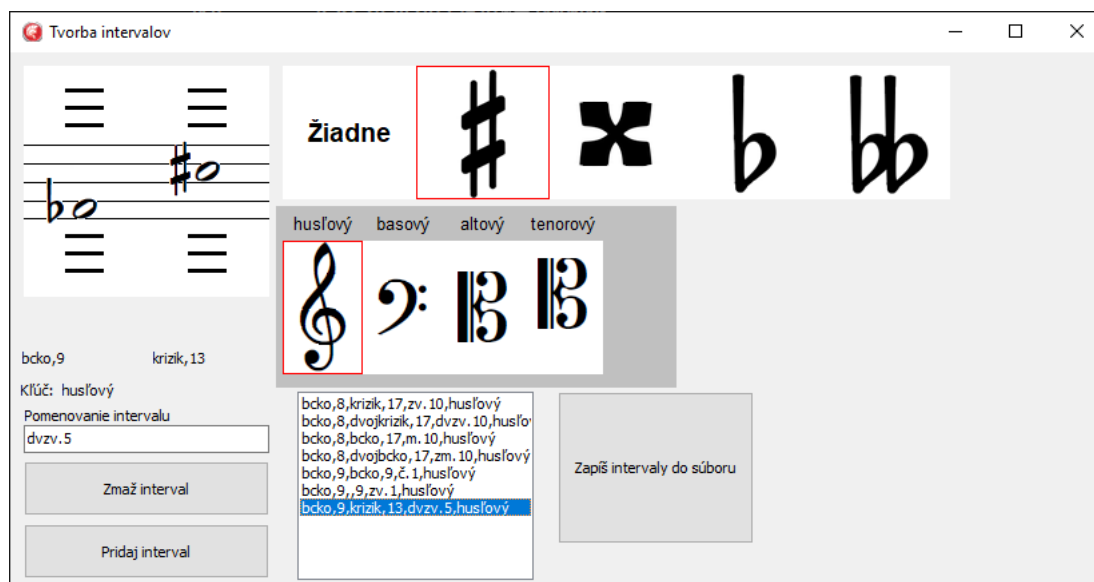 Tvorba intervalov
Žiadne
husľový basový altový tenorový
bcko,9 krizik,13
Kľúč: husľový
Pomenovanie intervalu
dvzv.5
Zmaž interval
Pridaj interval
bcko,8,krizik,17,zv.10,husľový
bcko,8,dvojkrizik,17,dvzv.10,husľov
bcko,8,bcko,17,m.10,husľový
bcko,8,dvojbcko,17,zm.10,husľový
bcko,9,bcko,9,č.1,husľový
bcko,9,,9,zv.1,husľový
bcko,9,krizik,13,dvzv.5,husľový
Zapíš intervaly do súboru